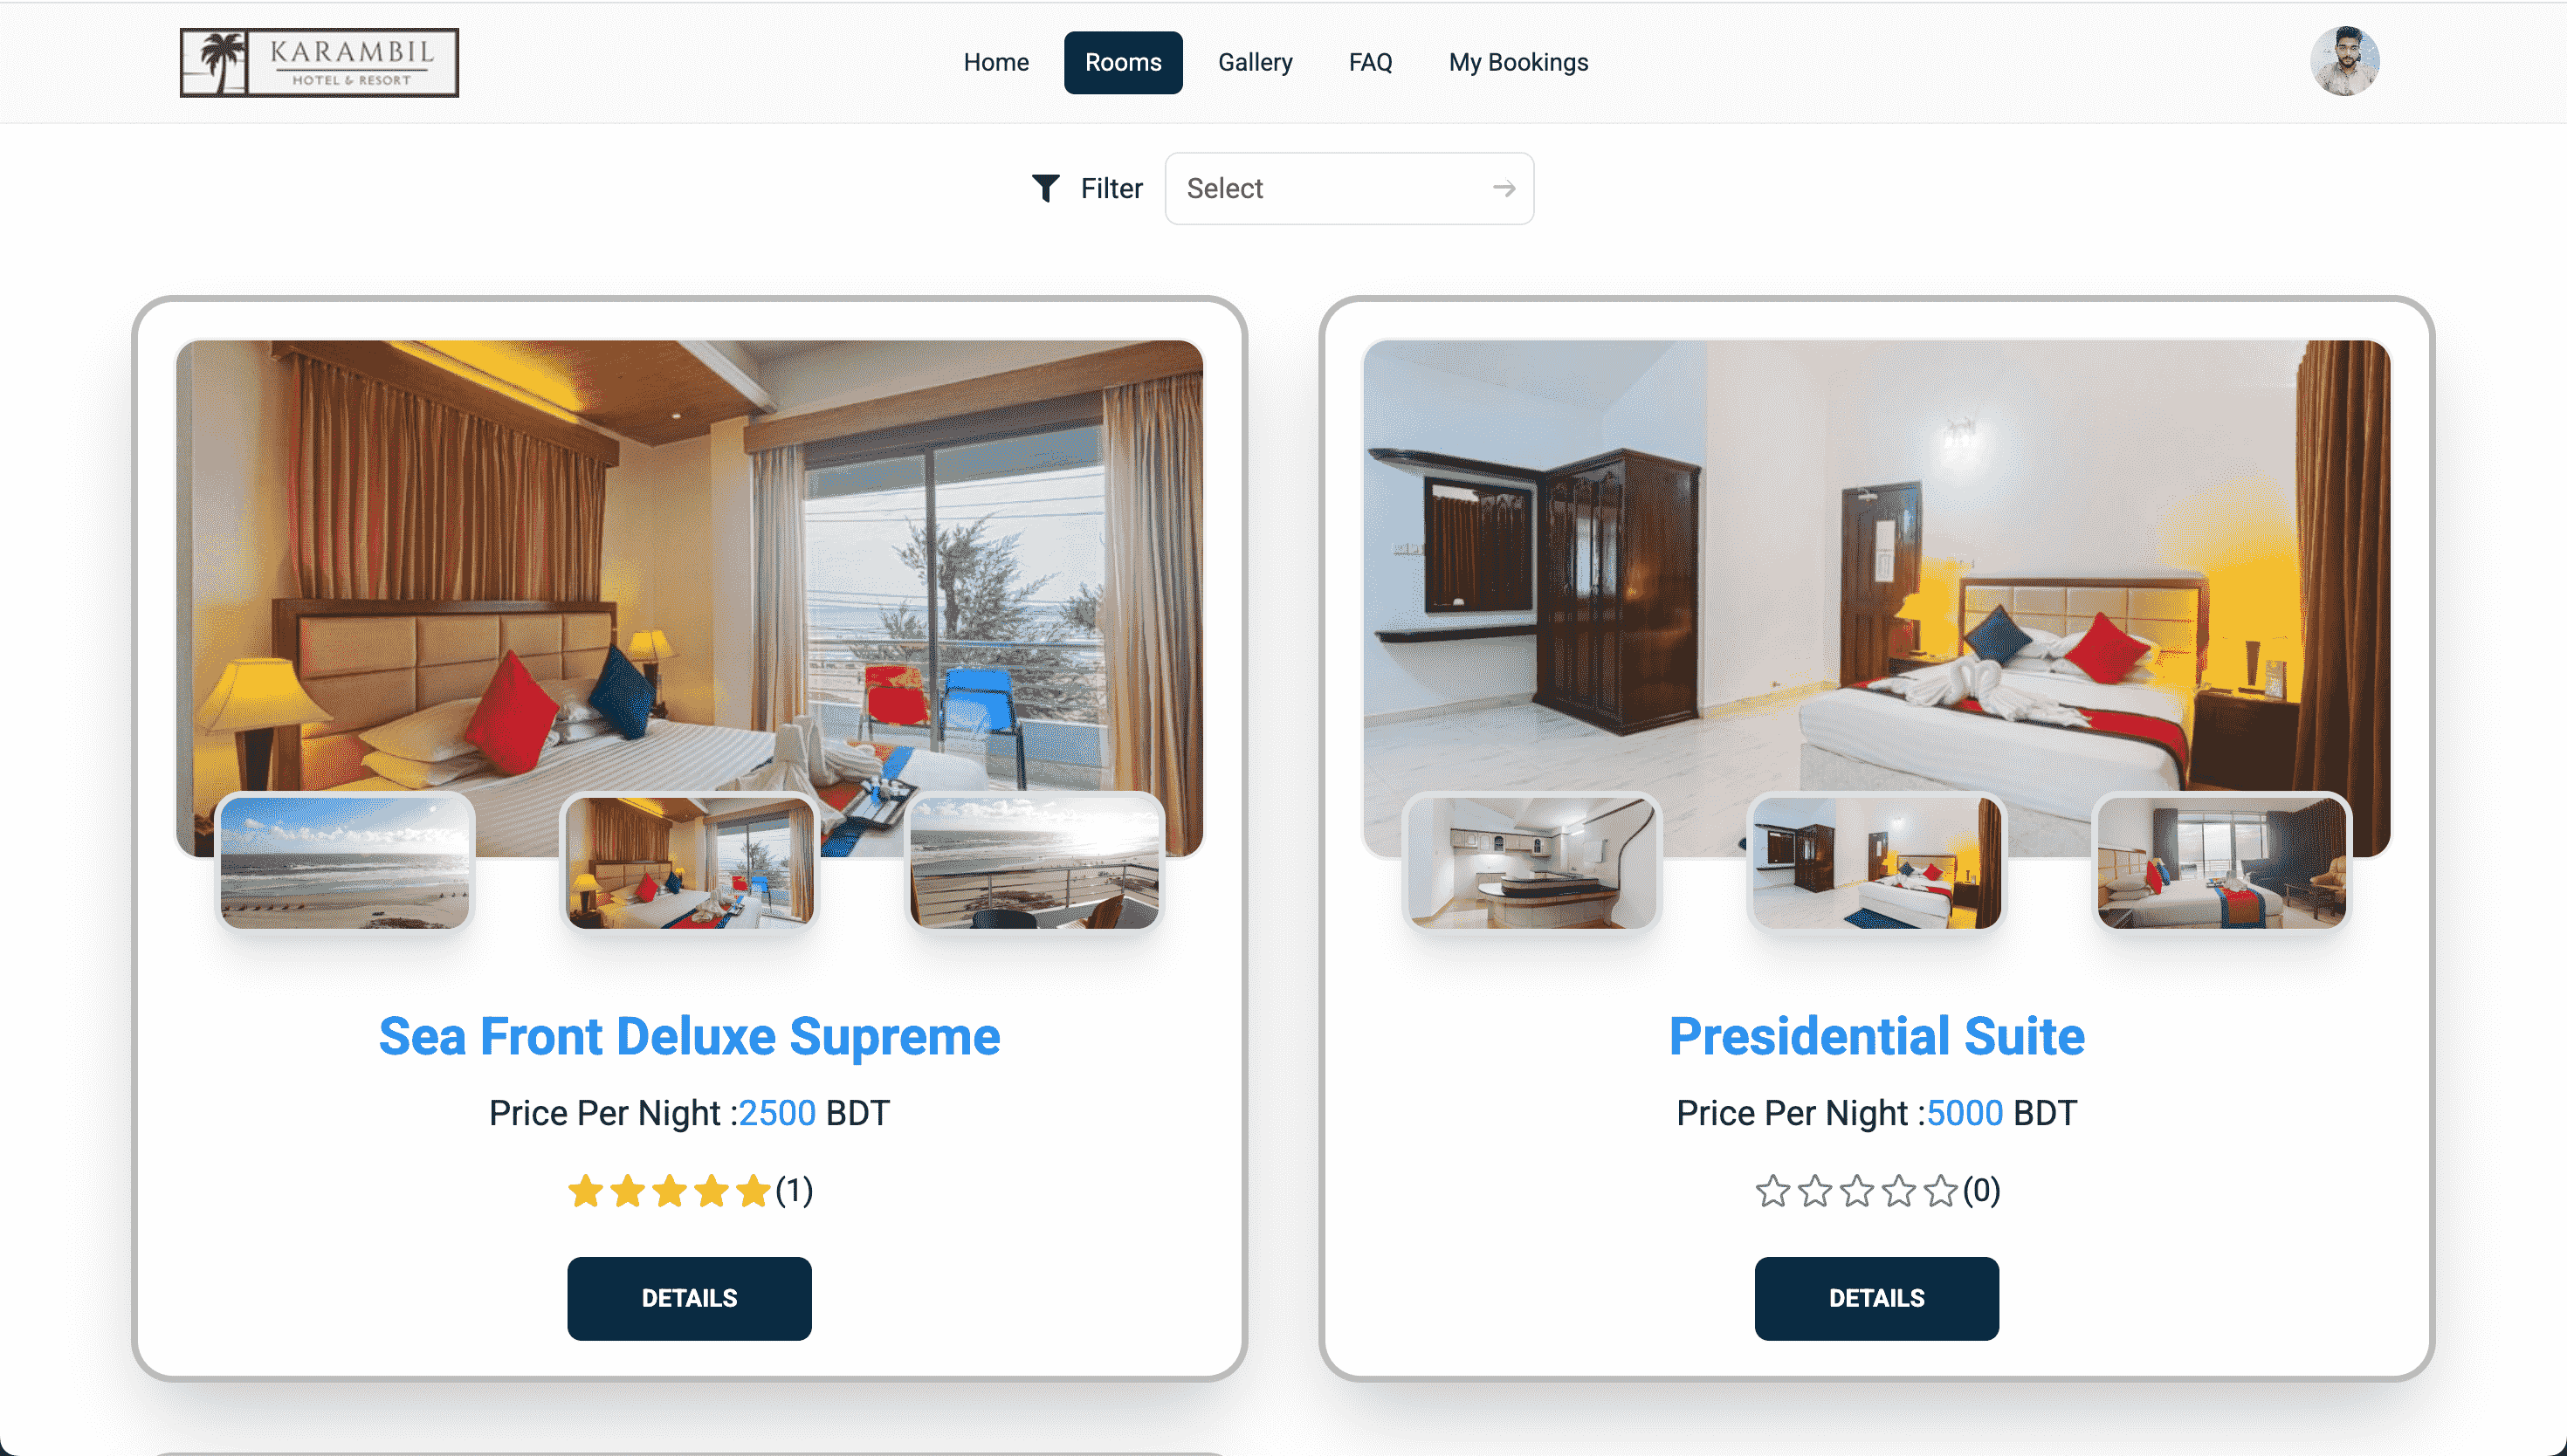 KARAMBIL
HOTEL & RESORT
Home
Rooms
Gallery
FAQ
My Bookings
Filter
Select
Sea Front Deluxe Supreme
Price Per Night :2500 BDT
(1)
DETAILS
Presidential Suite
Price Per Night :5000 BDT
(0)
DETAILS